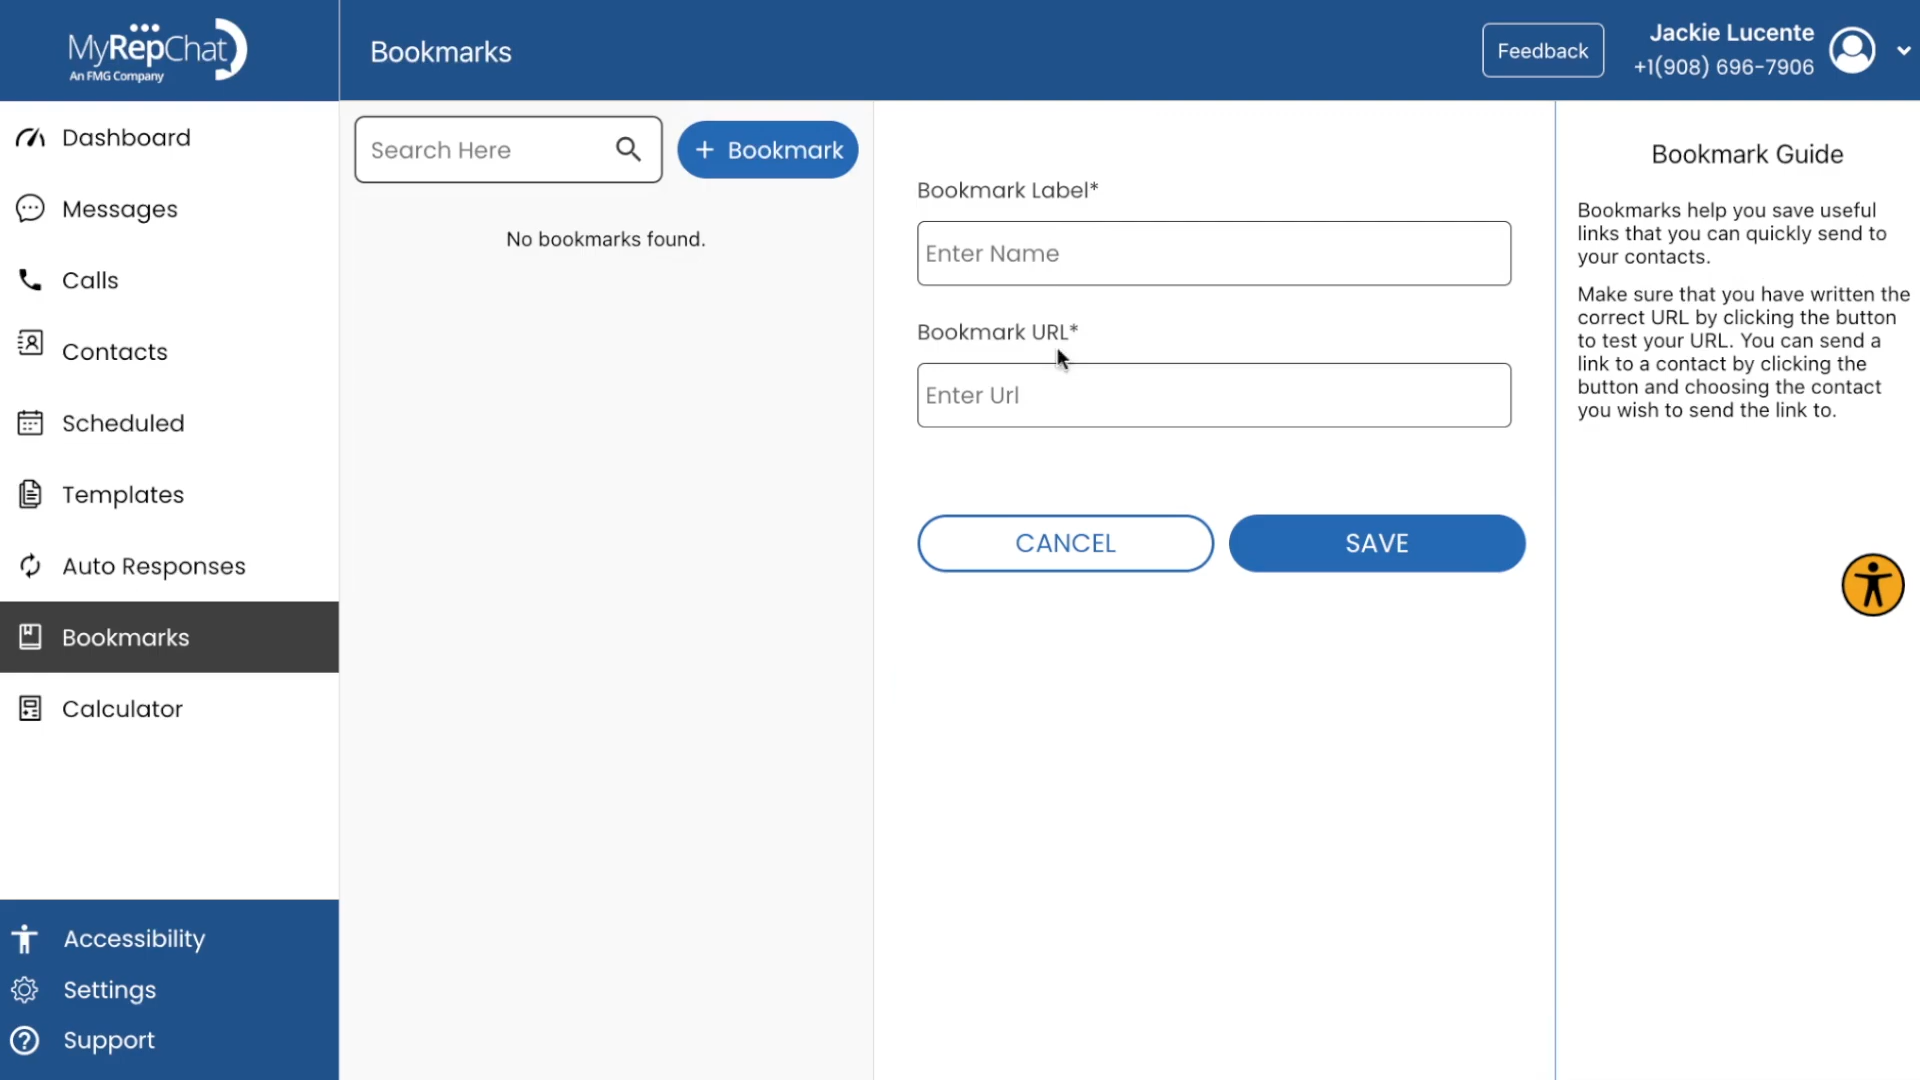 MyRepChat
An FMG Company
Bookmarks
Feedback
Jackie Lucente
+1(908) 696-7906
Dashboard
Messages
Calls
Contacts
Scheduled
Templates
Auto Responses
Bookmarks
Calculator
Accessibility
Settings
Support
Search Here
+ Bookmark
No bookmarks found.
Bookmark Label*
Enter Name
Bookmark URL*
Enter Url
CANCEL
SAVE
Bookmark Guide
Bookmarks help you save useful
links that you can quickly send to
your contacts.
Make sure that you have written the
correct URL by clicking the button
to test your URL. You can send a
link to a contact by clicking the
button and choosing the contact
you wish to send the link to.